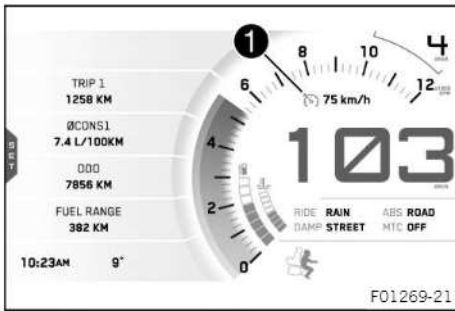 1
4
8
10
6
12
TRIP 1
1258 KM
75 km/h
ØCONS1
7.4 L/100KM
4
103
SET
ODO
7856 KM
RIDE RAIN ABS ROAD
DAMP STREET MTC OFF
2
FUEL RANGE
382 KM
10:23AM 9°
0
F01269-21